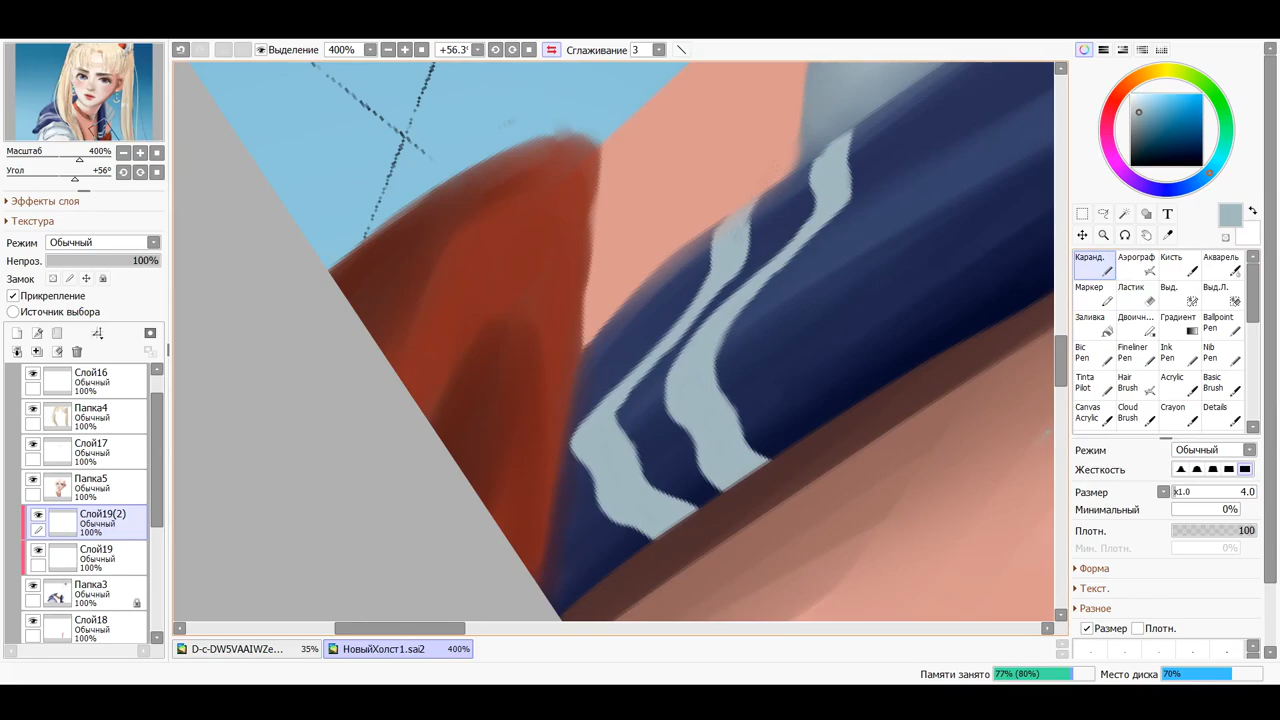 Выделение 400% +56.3° Сглаживание 3
Масштаб 400%
Угол +56°
Эффекты слоя
Текстура
Режим Обычный
Непроз. 100%
Замок
Прикрепление
Источник выбора
Слой16
Обычный
100%
Папка4
Обычный
100%
Слой17
Обычный
100%
Папка5
Обычный
100%
Слой19(2)
Обычный
100%
Слой19
Обычный
100%
Папка3
Обычный
100%
Слой18
Обычный
100%
D-c-DW5VAAIWZe... 35% НовыйХолст1.sai2 400%
T
Каранд. Аэрограф Кисть Акварель
Маркер Ластик Выд. Выд.Л.
Заливка Двоичн... Градиент Ballpoint Pen
Bic Pen Fineliner Pen Ink Pen Nib Pen
Tinta Pilot Hair Brush Acrylic Basic Brush
Canvas Acrylic Cloud Brush Crayon Details
Режим Обычный
Жесткость
Размер x1.0 4.0
Минимальный 0%
Плотн. 100
Мин. Плотн. 0%
Форма
Текст.
Разное
Размер Плотн.
Памяти занято 77% (80%) Место диска 70%